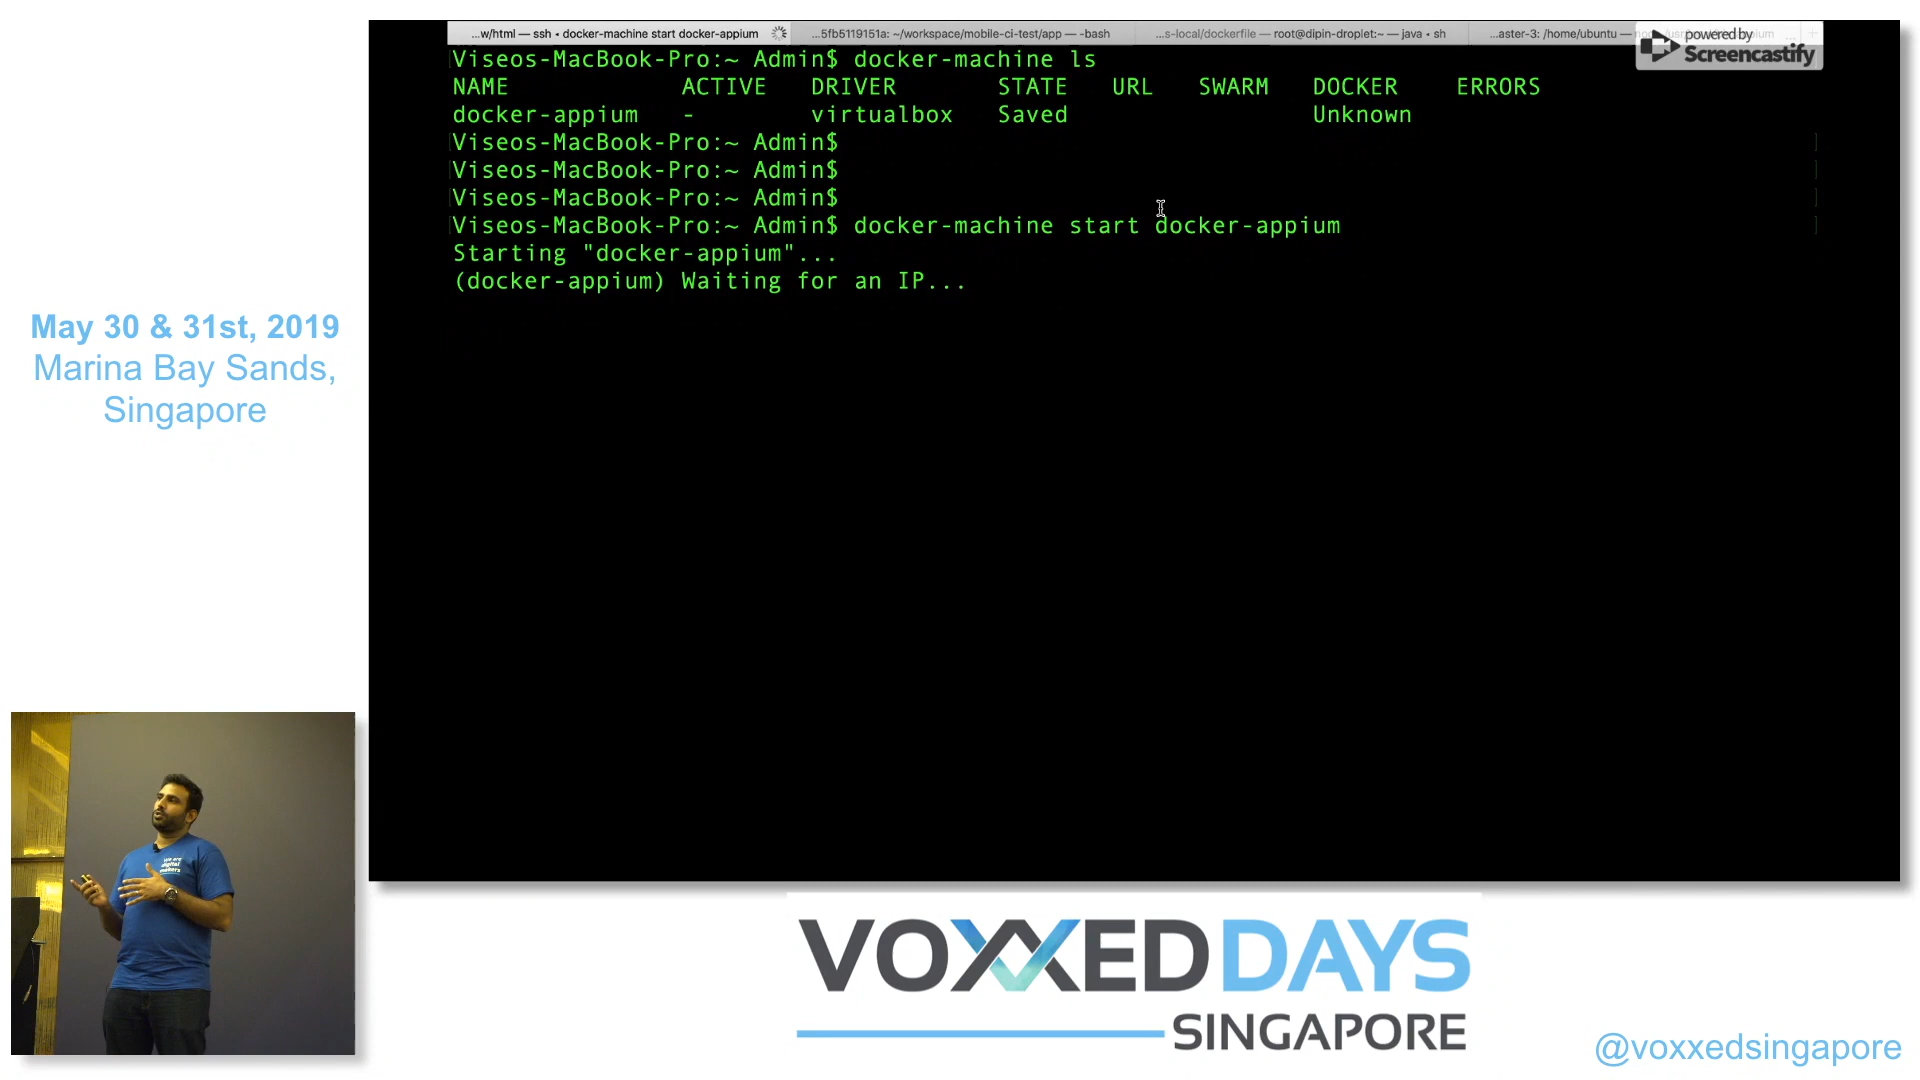 ...w/html — ssh • docker-machine start docker-appium
...5fb5119151a: ~/workspace/mobile-ci-test/app — -bash
...s-local/dockerfile — root@dipin-droplet:~ — java • sh
...aster-3: /home/ubuntu —
powered by
Screencastify
Viseos-MacBook-Pro:~ Admin$ docker-machine ls
NAME ACTIVE DRIVER STATE URL SWARM DOCKER ERRORS
docker-appium - virtualbox Saved Unknown
Viseos-MacBook-Pro:~ Admin$
Viseos-MacBook-Pro:~ Admin$
Viseos-MacBook-Pro:~ Admin$
Viseos-MacBook-Pro:~ Admin$ docker-machine start docker-appium
Starting "docker-appium"...
(docker-appium) Waiting for an IP...
May 30 & 31st, 2019
Marina Bay Sands,
Singapore
We are
digital
makers
VOXXED DAYS
SINGAPORE
@voxxedsingapore